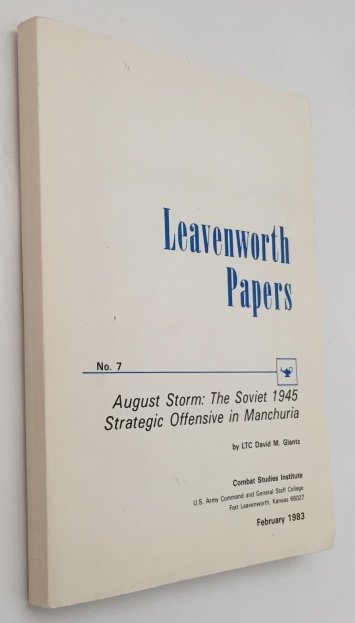 Leavenworth
Papers
No. 7
August Storm: The Soviet 1945
Strategic Offensive in Manchuria
by LTC David M. Glantz
Combat Studies Institute
U.S. Army Command and General Staff College
Fort Leavenworth, Kansas 66027
February 1983